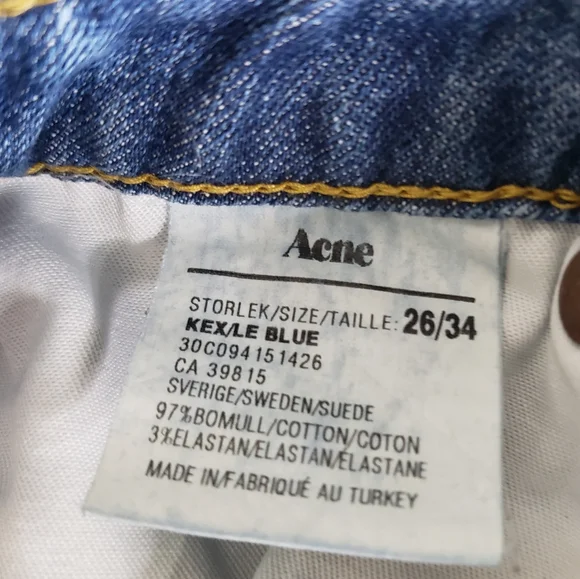 Acne
STORLEK/SIZE/TAILLE: 26/34
KEX/LE BLUE
30C094151426
CA 39815
SVERIGE/SWEDEN/SUEDE
97%BOMULL/COTTON/COTON
3%ELASTAN/ELASTAN/ELASTANE
MADE IN/FABRIQUÉ AU TURKEY